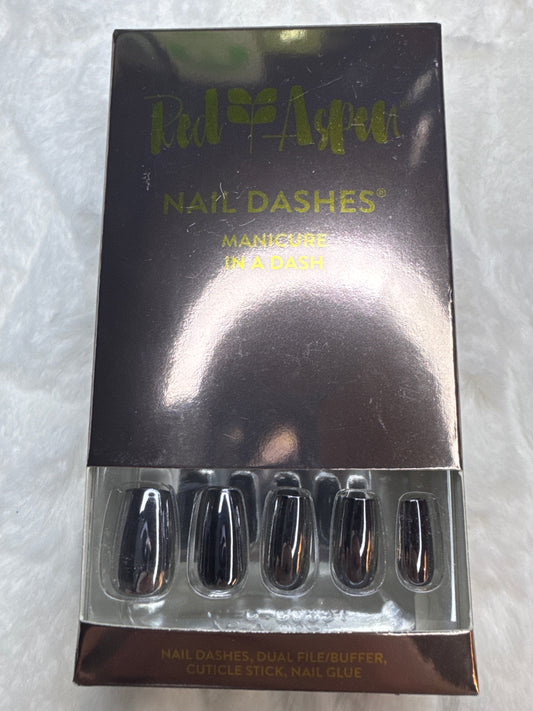 Red Aspen
NAIL DASHES®
MANICURE
IN A DASH
NAIL DASHES, DUAL FILE/BUFFER,
CUTICLE STICK, NAIL GLUE